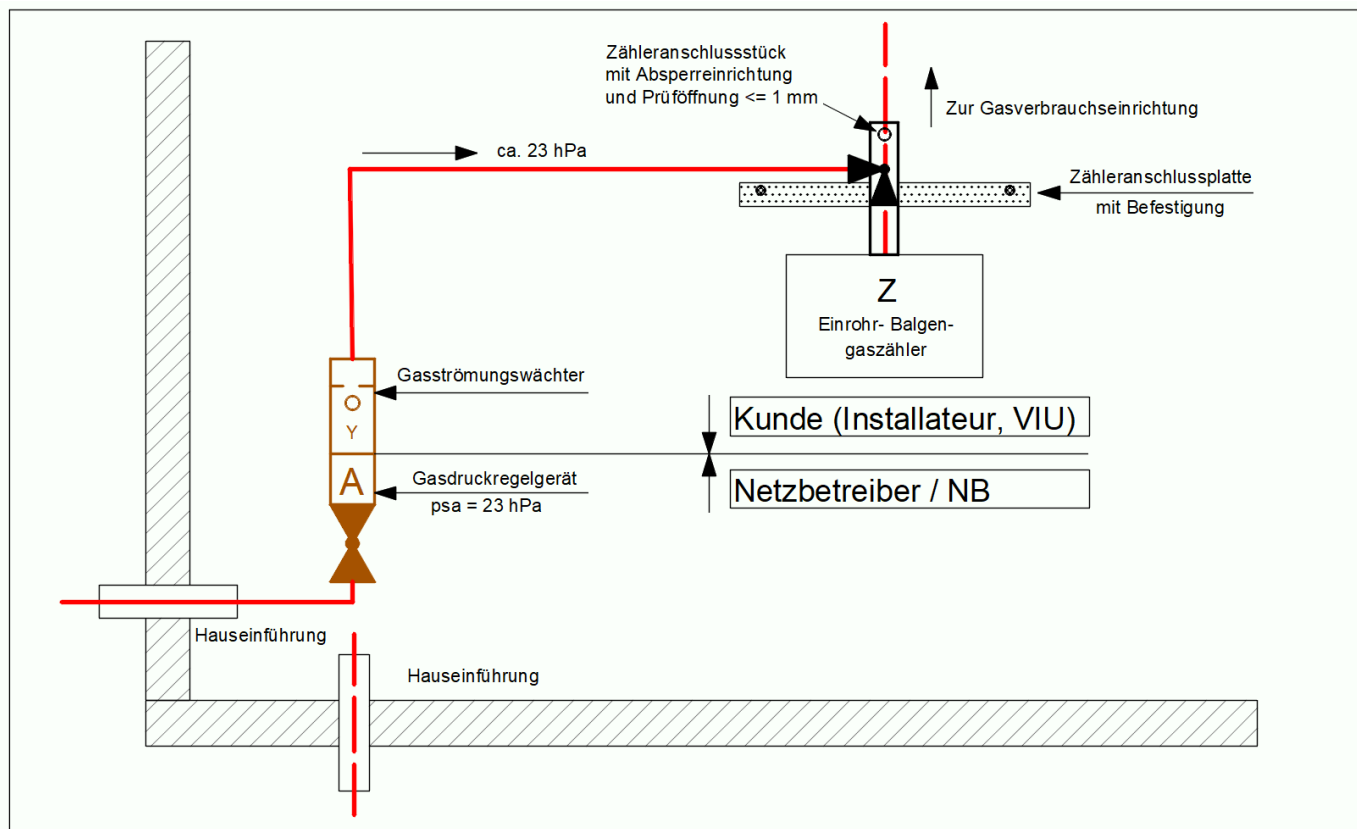 Zähleranschlussstück
mit Absperreinrichtung
und Prüföffnung <= 1 mm
Zur Gasverbrauchseinrichtung
ca. 23 hPa
Zähleranschlussplatte
mit Befestigung
Z
Einrohr- Balgen-
gaszähler
Gasströmungswächter
Y
Kunde (Installateur, VIU)
A
Gasdruckregelgerät
psa = 23 hPa
Netzbetreiber / NB
Hauseinführung
Hauseinführung